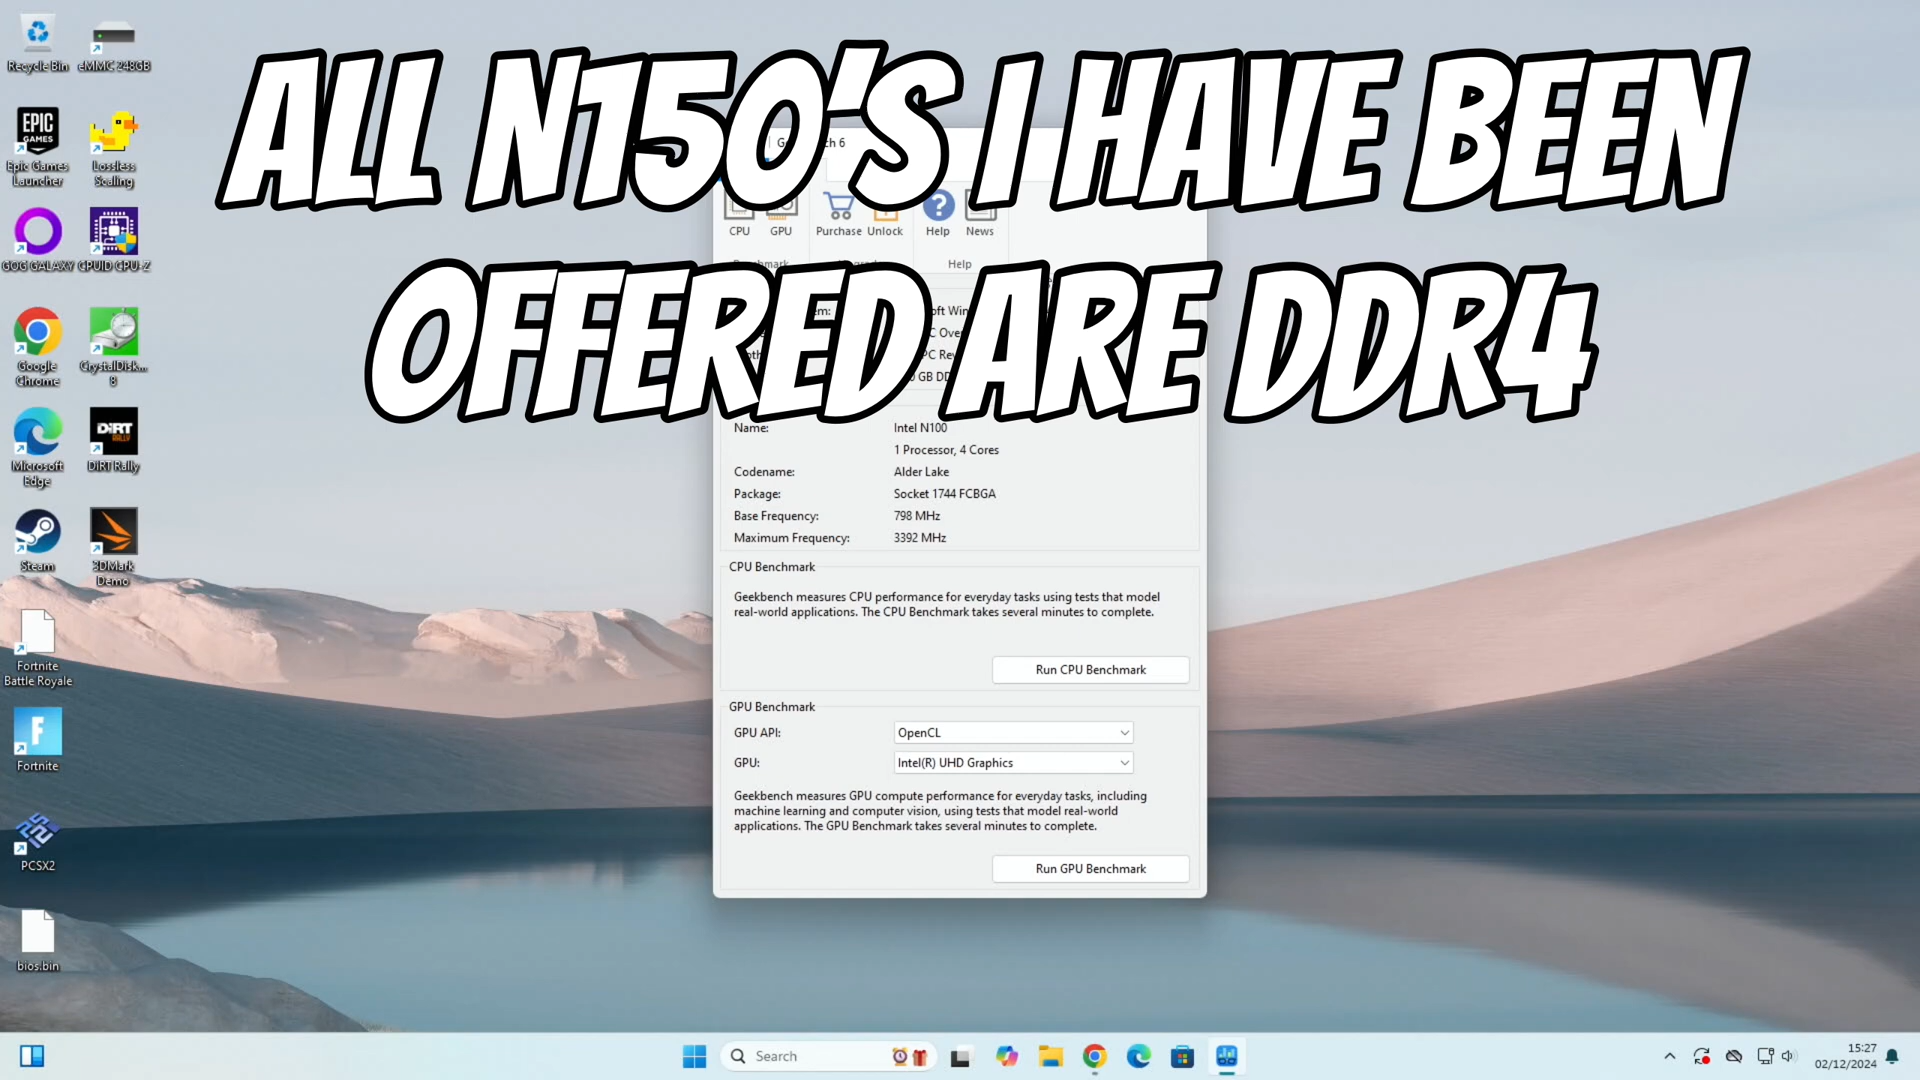 Recycle Bin
eMMC 248GB
ALL N150'S I HAVE BEEN
OFFERED ARE DDR4
Epic Games
Launcher
Lossless
Scaling
GOG GALAXY
CPUID CPU-Z
Google
Chrome
CrystalDisk...
8
Microsoft
Edge
DiRT Rally
Steam
3DMark
Demo
Fortnite
Battle Royale
Fortnite
PCSX2
bios.bin
CPU
GPU
Purchase
Unlock
Help
News
Help
Name: Intel N100
1 Processor, 4 Cores
Codename: Alder Lake
Package: Socket 1744 FCBGA
Base Frequency: 798 MHz
Maximum Frequency: 3392 MHz
CPU Benchmark
Geekbench measures CPU performance for everyday tasks using tests that model
real-world applications. The CPU Benchmark takes several minutes to complete.
Run CPU Benchmark
GPU Benchmark
GPU API: OpenCL
GPU: Intel(R) UHD Graphics
Geekbench measures GPU compute performance for everyday tasks, including
machine learning and computer vision, using tests that model real-world
applications. The GPU Benchmark takes several minutes to complete.
Run GPU Benchmark
Search
15:27
02/12/2024